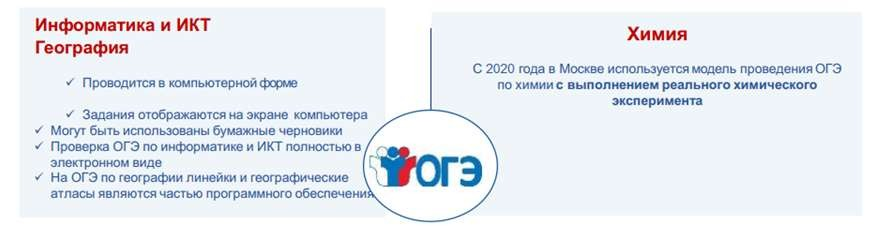 Информатика и ИКТ
География
✓ Проводится в компьютерной форме
✓ Задания отображаются на экране компьютера
✓ Могут быть использованы бумажные черновики
✓ Проверка ОГЭ по информатике и ИКТ полностью в
электронном виде
✓ На ОГЭ по географии линейки и географические
атласы являются частью программного обеспечения
ОГЭ
Химия
С 2020 года в Москве используется модель проведения ОГЭ
по химии с выполнением реального химического
эксперимента